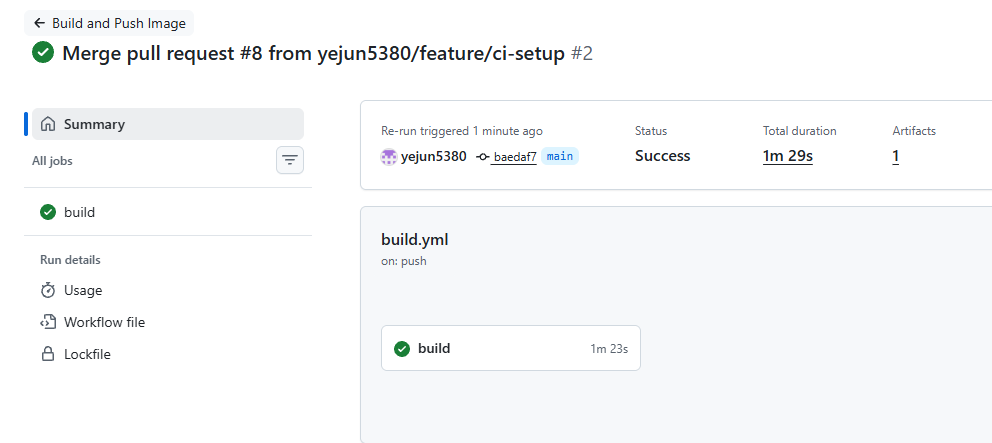 Build and Push Image
Merge pull request #8 from yejun5380/feature/ci-setup #2
Summary
All jobs
build
Run details
Usage
Workflow file
Lockfile
Re-run triggered 1 minute ago
yejun5380 baedaf7 main
Status
Success
Total duration
1m 29s
Artifacts
1
build.yml
on: push
build 1m 23s